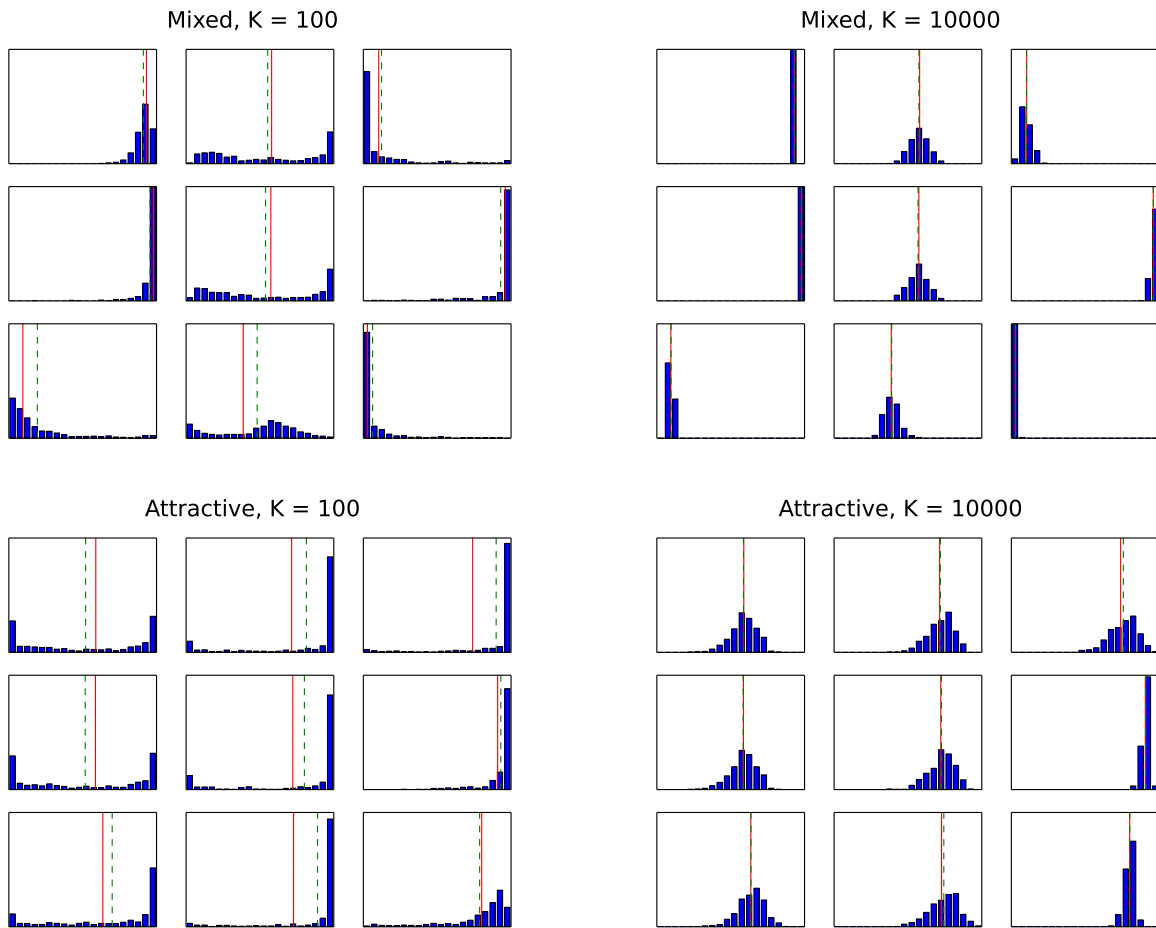 Mixed, K = 100
Mixed, K = 10000
Attractive, K = 100
Attractive, K = 10000